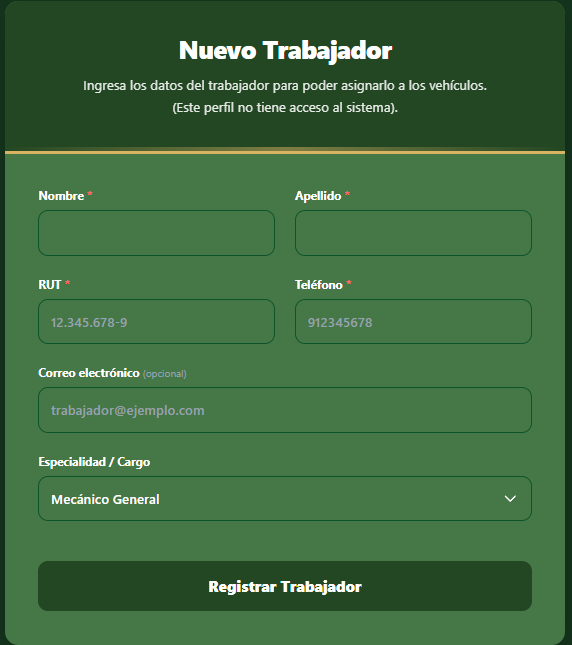 Nuevo Trabajador
Ingresa los datos del trabajador para poder asignarlo a los vehículos.
(Este perfil no tiene acceso al sistema).
Nombre *
Apellido *
RUT *
Teléfono *
12.345.678-9
912345678
Correo electrónico (opcional)
trabajador@ejemplo.com
Especialidad / Cargo
Mecánico General
Registrar Trabajador